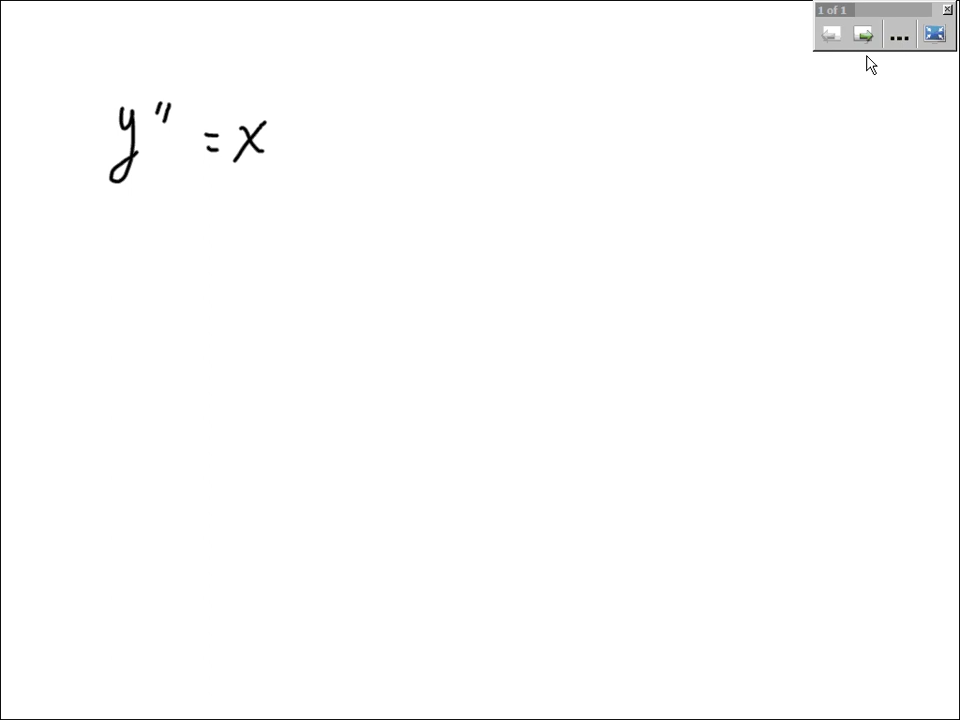 1 of 1
y'' = x